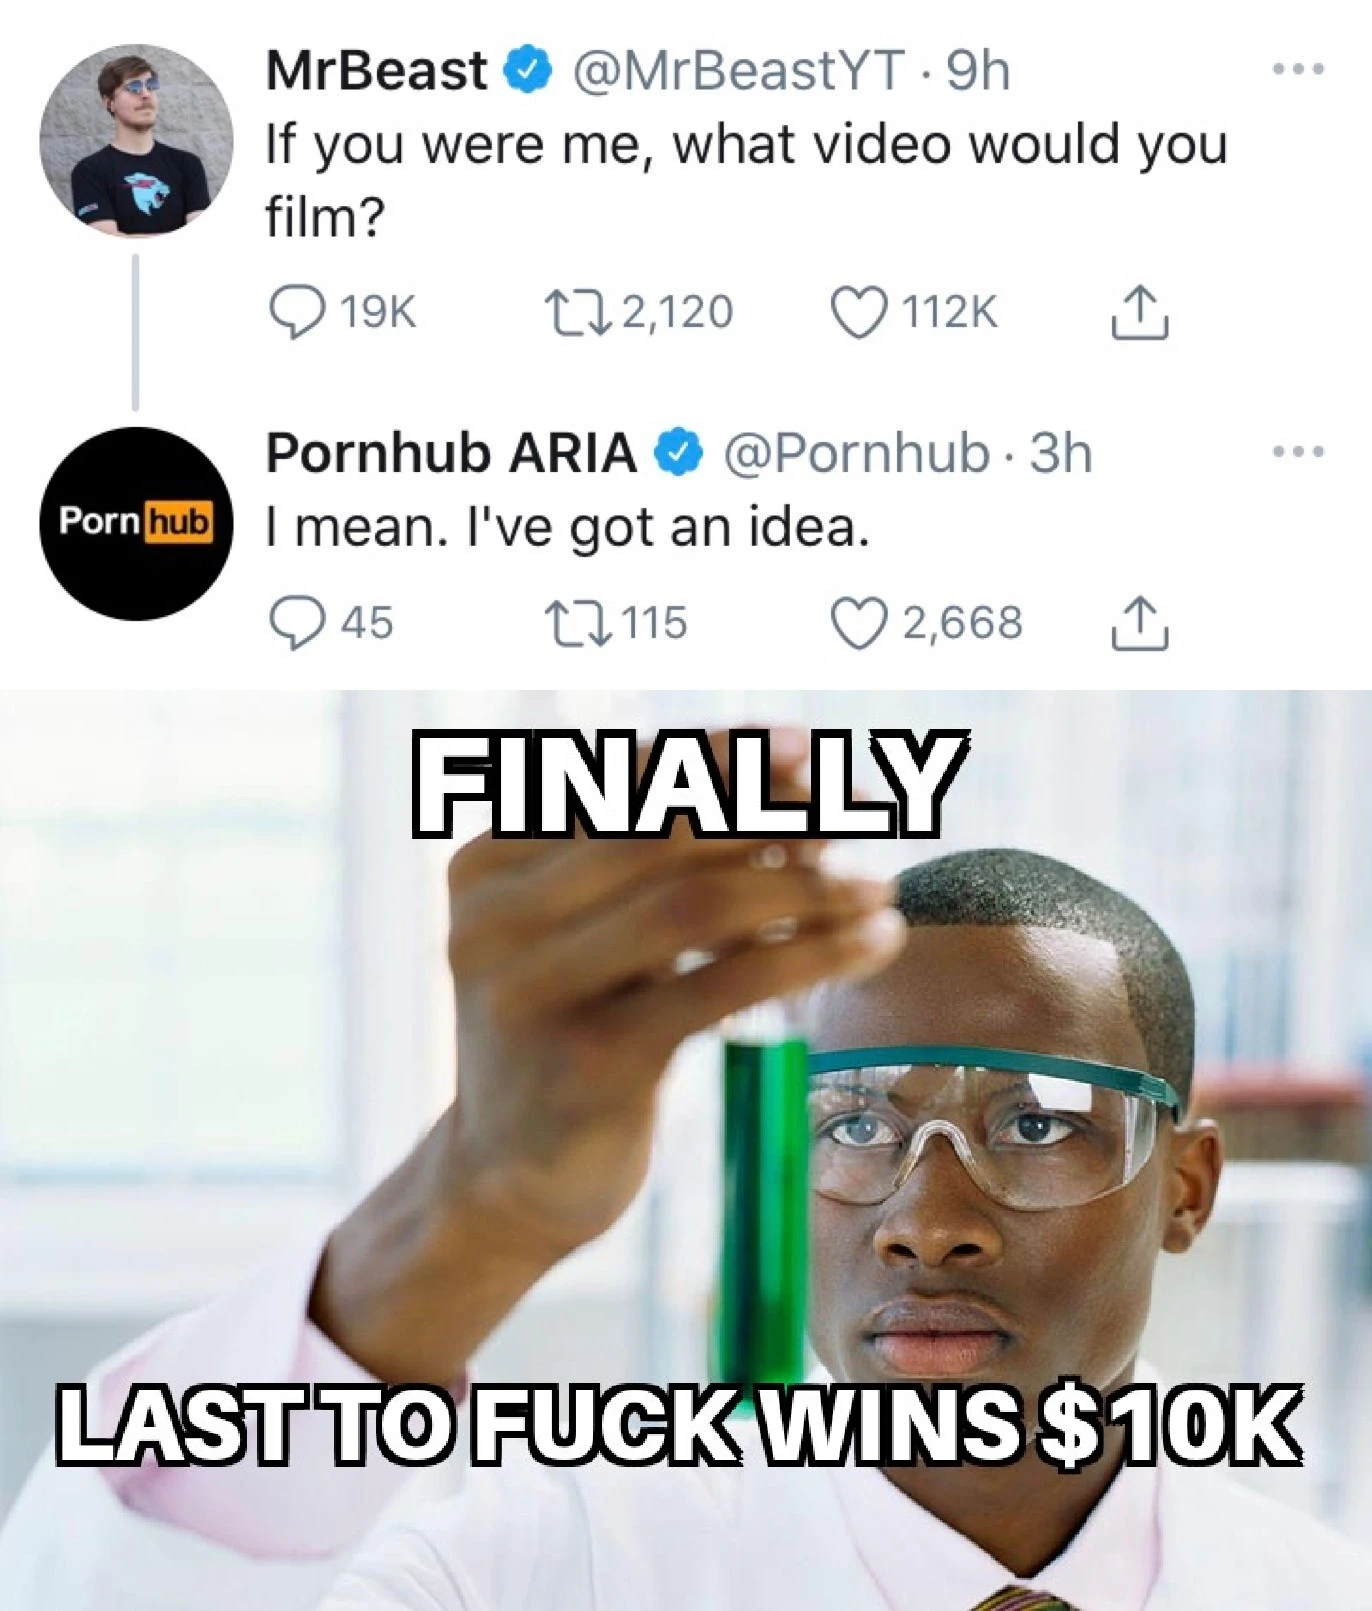 MrBeast @MrBeastYT · 9h
If you were me, what video would you
film?
19K 2,120 112K
Pornhub ARIA @Pornhub · 3h
Porn hub
I mean. I've got an idea.
45 115 2,668
FINALLY
LAST TO FUCK WINS $10K